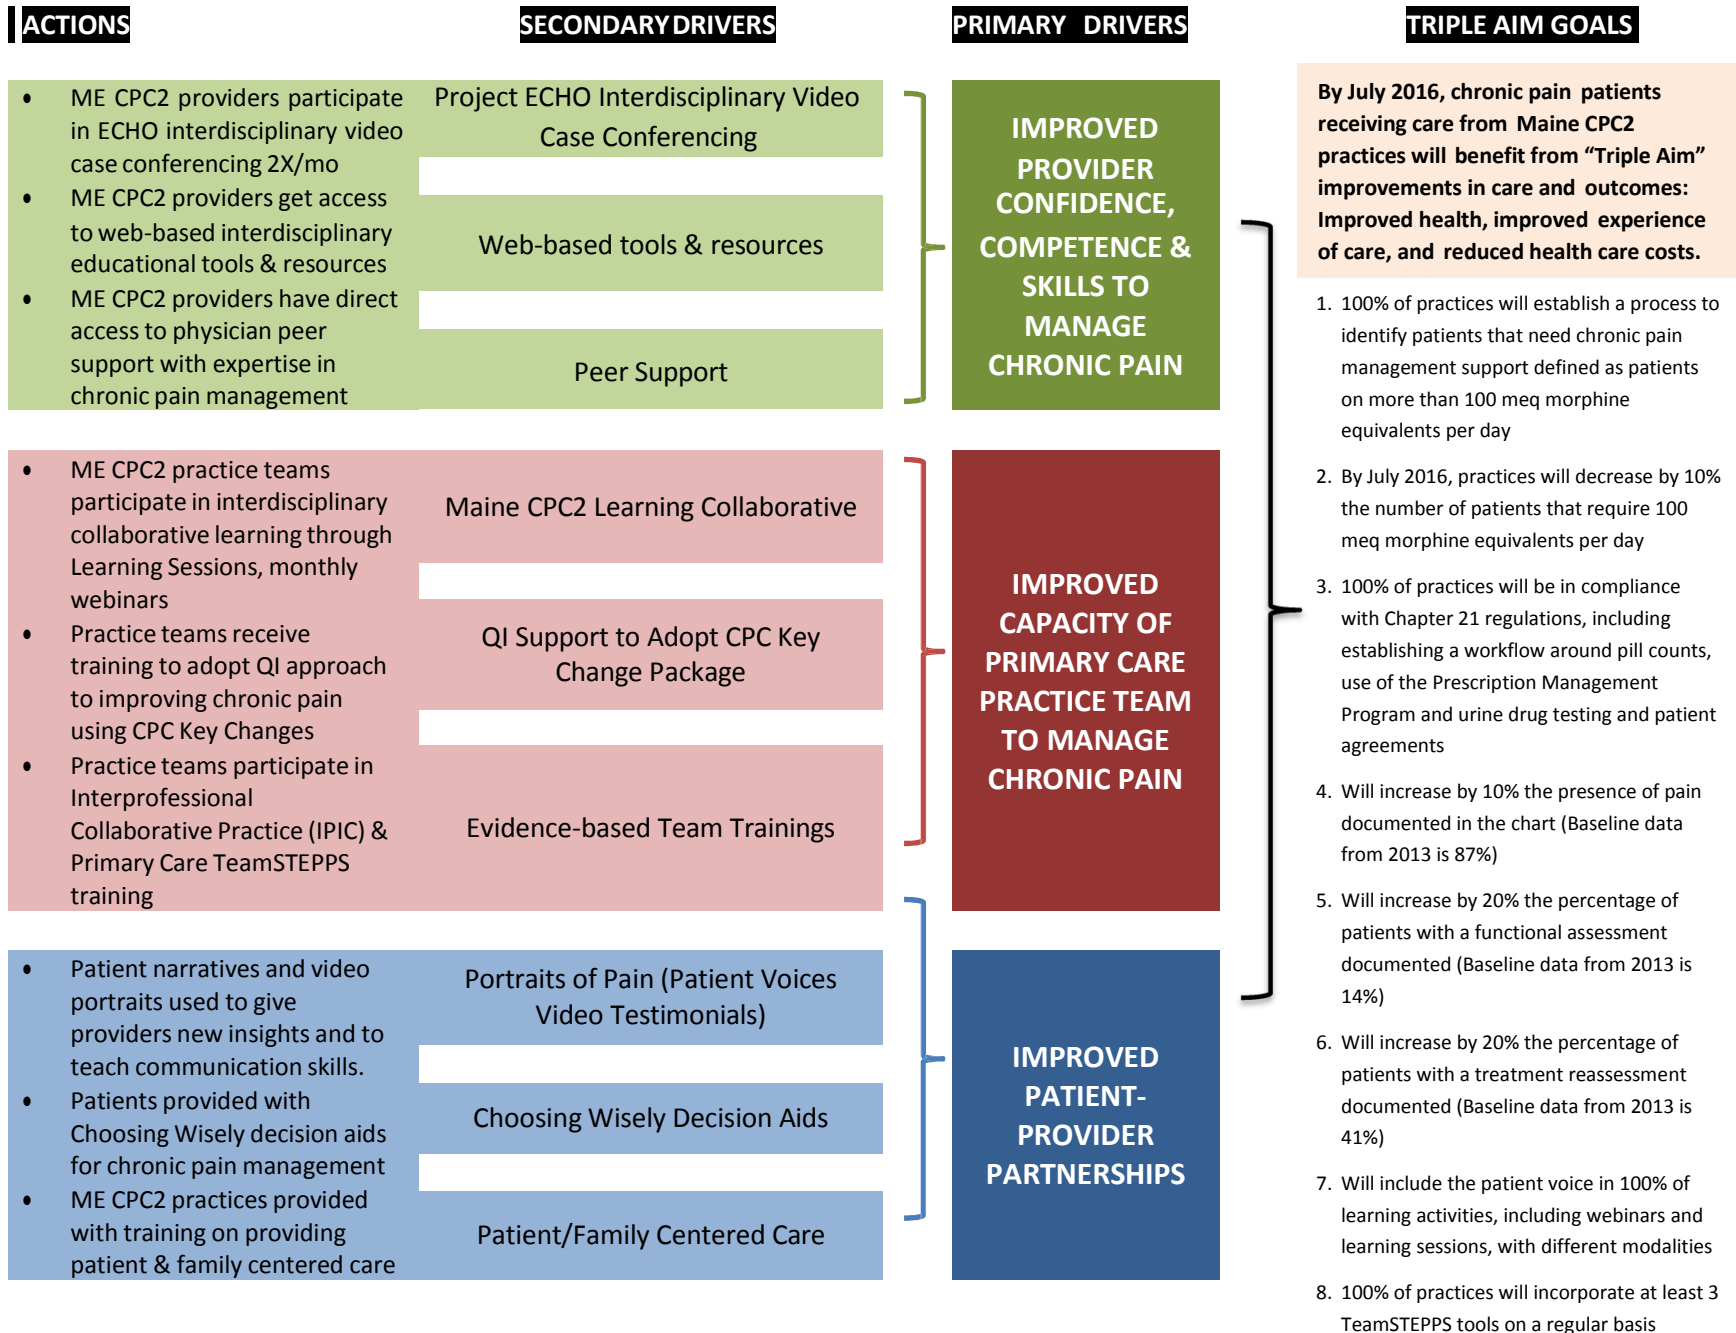 ACTIONS
SECONDARY DRIVERS
PRIMARY DRIVERS
TRIPLE AIM GOALS
• ME CPC2 providers participate
in ECHO interdisciplinary video
case conferencing 2X/mo
• ME CPC2 providers get access
to web-based interdisciplinary
educational tools & resources
• ME CPC2 providers have direct
access to physician peer
support with expertise in
chronic pain management
Project ECHO Interdisciplinary Video
Case Conferencing
Web-based tools & resources
Peer Support
IMPROVED
PROVIDER
CONFIDENCE,
COMPETENCE &
SKILLS TO
MANAGE
CHRONIC PAIN
• ME CPC2 practice teams
participate in interdisciplinary
collaborative learning through
Learning Sessions, monthly
webinars
• Practice teams receive
training to adopt QI approach
to improving chronic pain
using CPC Key Changes
• Practice teams participate in
Interprofessional
Collaborative Practice (IPIC) &
Primary Care TeamSTEPPS
training
Maine CPC2 Learning Collaborative
QI Support to Adopt CPC Key
Change Package
Evidence-based Team Trainings
IMPROVED
CAPACITY OF
PRIMARY CARE
PRACTICE TEAM
TO MANAGE
CHRONIC PAIN
• Patient narratives and video
portraits used to give
providers new insights and to
teach communication skills.
• Patients provided with
Choosing Wisely decision aids
for chronic pain management
• ME CPC2 practices provided
with training on providing
patient & family centered care
Portraits of Pain (Patient Voices
Video Testimonials)
Choosing Wisely Decision Aids
Patient/Family Centered Care
IMPROVED
PATIENT-
PROVIDER
PARTNERSHIPS
By July 2016, chronic pain patients
receiving care from Maine CPC2
practices will benefit from “Triple Aim”
improvements in care and outcomes:
Improved health, improved experience
of care, and reduced health care costs.
1. 100% of practices will establish a process to
identify patients that need chronic pain
management support defined as patients
on more than 100 meq morphine
equivalents per day
2. By July 2016, practices will decrease by 10%
the number of patients that require 100
meq morphine equivalents per day
3. 100% of practices will be in compliance
with Chapter 21 regulations, including
establishing a workflow around pill counts,
use of the Prescription Management
Program and urine drug testing and patient
agreements
4. Will increase by 10% the presence of pain
documented in the chart (Baseline data
from 2013 is 87%)
5. Will increase by 20% the percentage of
patients with a functional assessment
documented (Baseline data from 2013 is
14%)
6. Will increase by 20% the percentage of
patients with a treatment reassessment
documented (Baseline data from 2013 is
41%)
7. Will include the patient voice in 100% of
learning activities, including webinars and
learning sessions, with different modalities
8. 100% of practices will incorporate at least 3
TeamSTEPPS tools on a regular basis